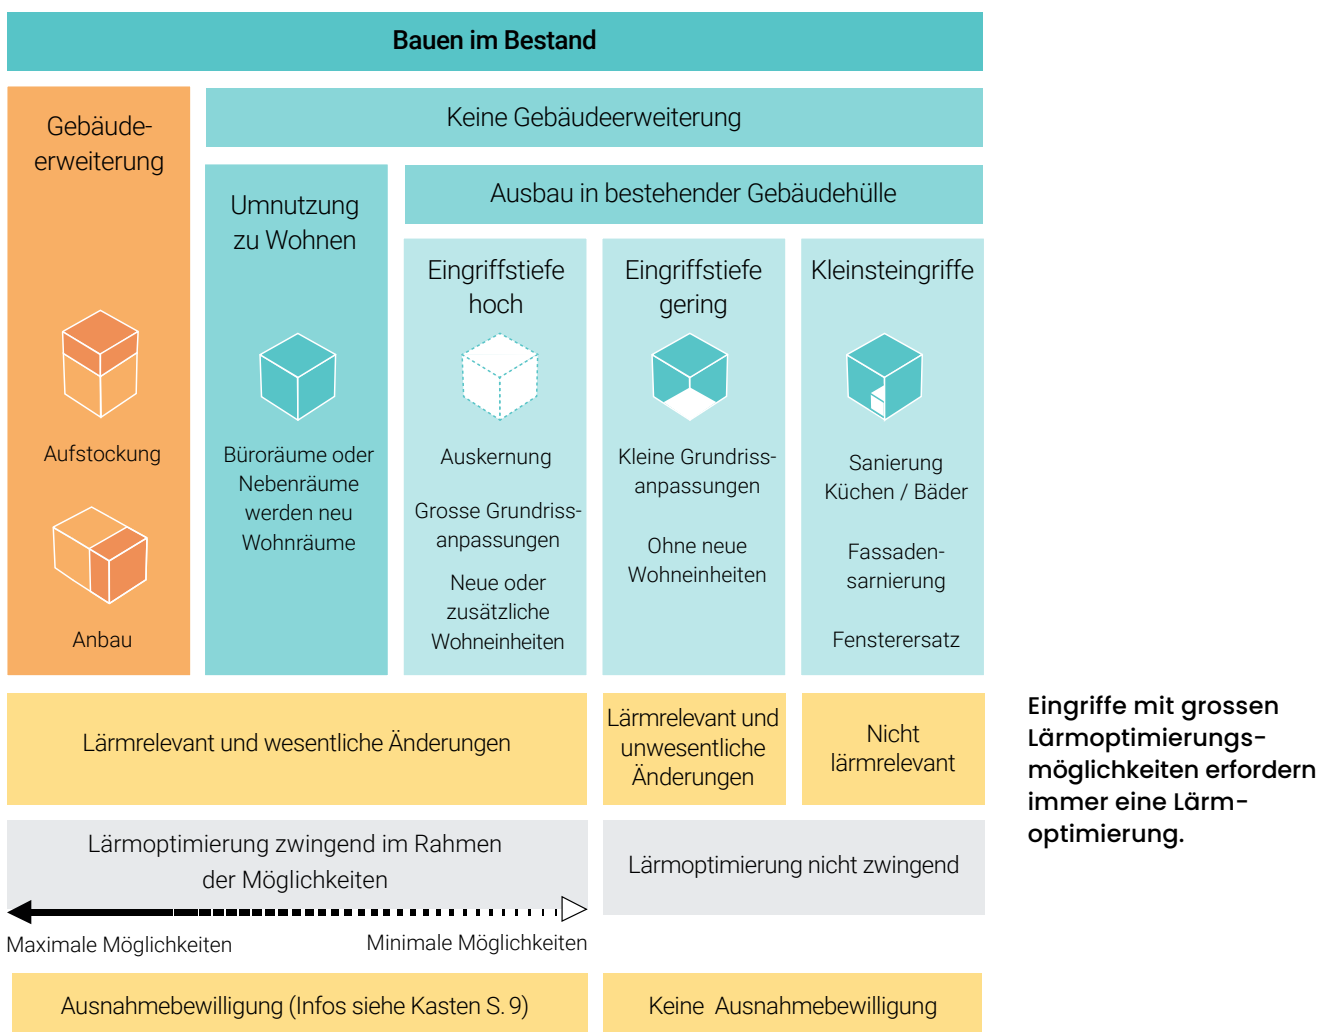 Bauen im Bestand
Gebäude-
erweiterung
Keine Gebäudeerweiterung
Umnutzung
zu Wohnen
Ausbau in bestehender Gebäudehülle
Eingriffstiefe
hoch
Eingriffstiefe
gering
Kleinsteingriffe
Aufstockung
Anbau
Büroräume oder
Nebenräume
werden neu
Wohnräume
Auskernung
Grosse Grundriss-
anpassungen
Neue oder
zusätzliche
Wohneinheiten
Kleine Grundriss-
anpassungen
Ohne neue
Wohneinheiten
Sanierung
Küchen / Bäder
Fassaden-
sarnierung
Fensterersatz
Lärmrelevant und wesentliche Änderungen
Lärmrelevant und
unwesentliche
Änderungen
Nicht
lärmrelevant
Eingriffe mit grossen
Lärmoptimierungs-
möglichkeiten erfordern
immer eine Lärm-
optimierung.
Lärmoptimierung zwingend im Rahmen
der Möglichkeiten
Lärmoptimierung nicht zwingend
Maximale Möglichkeiten
Minimale Möglichkeiten
Ausnahmebewilligung (Infos siehe Kasten S. 9)
Keine Ausnahmebewilligung